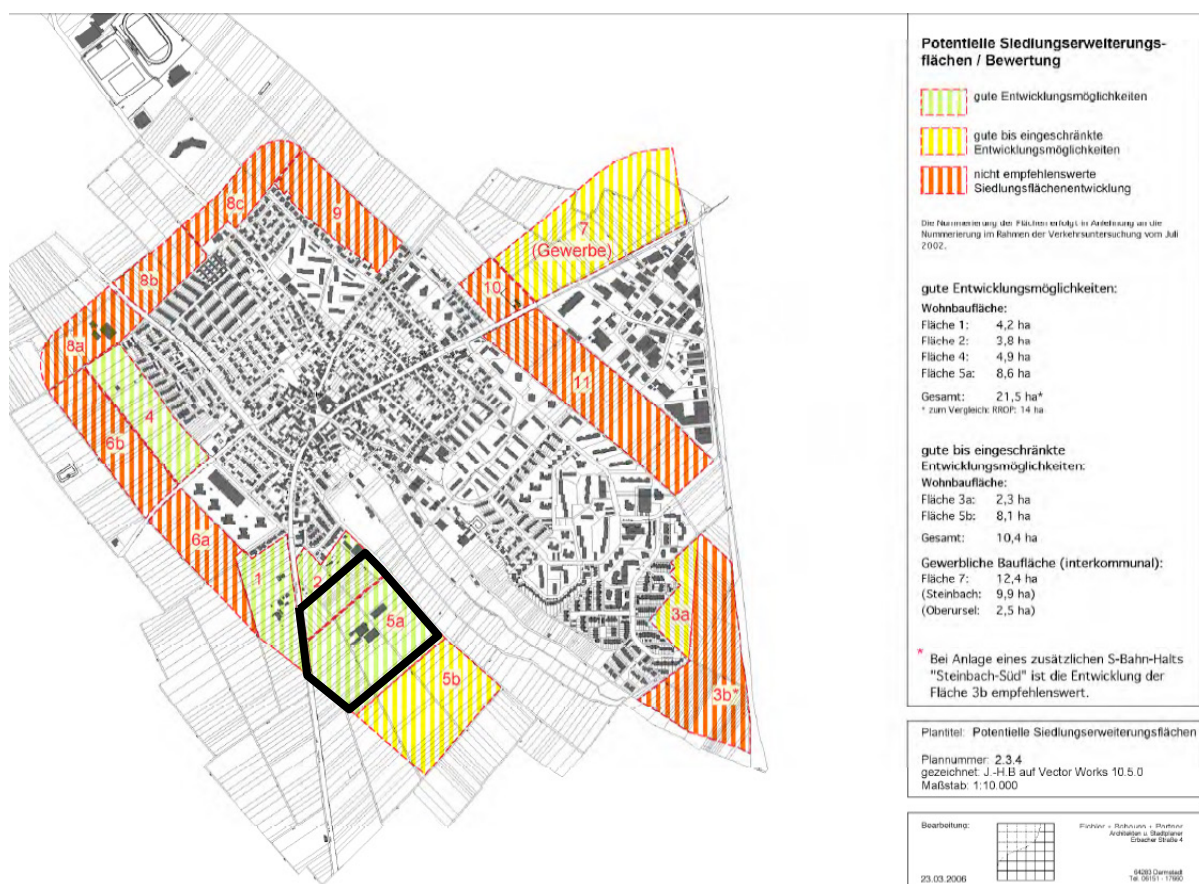 Potentielle Siedlungserweiterungs-
flächen / Bewertung
gute Entwicklungsmöglichkeiten
gute bis eingeschränkte
Entwicklungsmöglichkeiten
nicht empfehlenswerte
Siedlungsflächenentwicklung
Die Nummerierung der Flächen erfolgt in Anlehnung an die
Nummerierung im Rahmen der Verkehrsuntersuchung vom Juli
2002.
gute Entwicklungsmöglichkeiten:
Wohnbaufläche:
Fläche 1: 4,2 ha
Fläche 2: 3,8 ha
Fläche 4: 4,9 ha
Fläche 5a: 8,6 ha
Gesamt: 21,5 ha*
* zum Vergleich: RROP: 14 ha
gute bis eingeschränkte
Entwicklungsmöglichkeiten:
Wohnbaufläche:
Fläche 3a: 2,3 ha
Fläche 5b: 8,1 ha
Gesamt: 10,4 ha
Gewerbliche Baufläche (interkommunal):
Fläche 7: 12,4 ha
(Steinbach: 9,9 ha)
(Oberursel: 2,5 ha)
* Bei Anlage eines zusätzlichen S-Bahn-Halts
"Steinbach-Süd" ist die Entwicklung der
Fläche 3b empfehlenswert.
Plantitel: Potentielle Siedlungserweiterungsflächen
Plannummer: 2.3.4
gezeichnet: J.-H.B auf Vector Works 10.5.0
Maßstab: 1:10.000
Bearbeitung:
Architekten u. Stadtplaner
Erbacher Straße 4
64283 Darmstadt
23.03.2006
8c
9
7
(Gewerbe)
8b
10
8a
11
4
6b
6a
1
2
5a
3a
5b
3b*